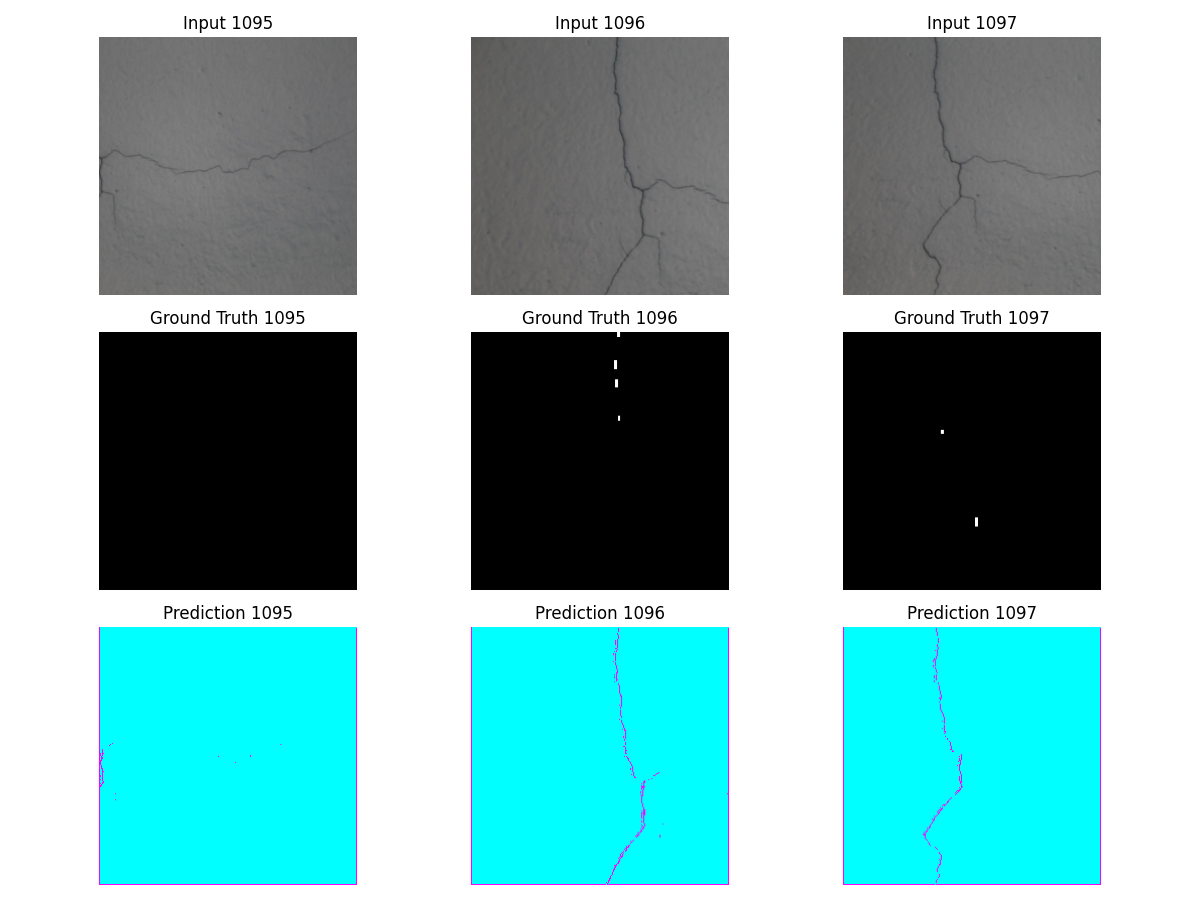 Input 1095
Input 1096
Input 1097
Ground Truth 1095
Ground Truth 1096
Ground Truth 1097
Prediction 1095
Prediction 1096
Prediction 1097